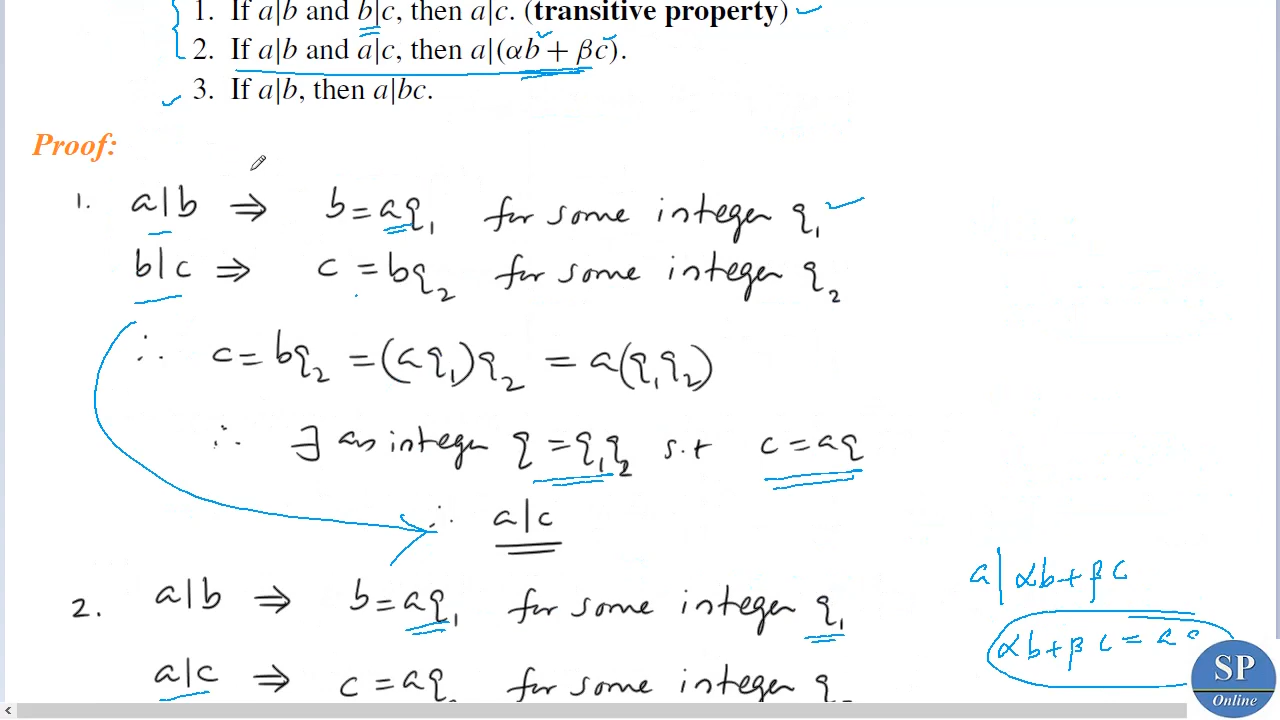 1. If a|b and b|c, then a|c. (transitive property)
2. If a|b and a|c, then a|(αb + βc).
3. If a|b, then a|bc.
Proof:
1. a|b ⇒ b = aq₁ for some integer q₁
b|c ⇒ c = bq₂ for some integer q₂
∴ c = bq₂ = (aq₁)q₂ = a(q₁q₂)
∴ ∃ an integer q = q₁q₂ s.t c = aq
∴ a|c
2. a|b ⇒ b = aq₁ for some integer q₁
a|c ⇒ c = aq for some integer q
a|αb+βc
αb+βc = a
SP
Online